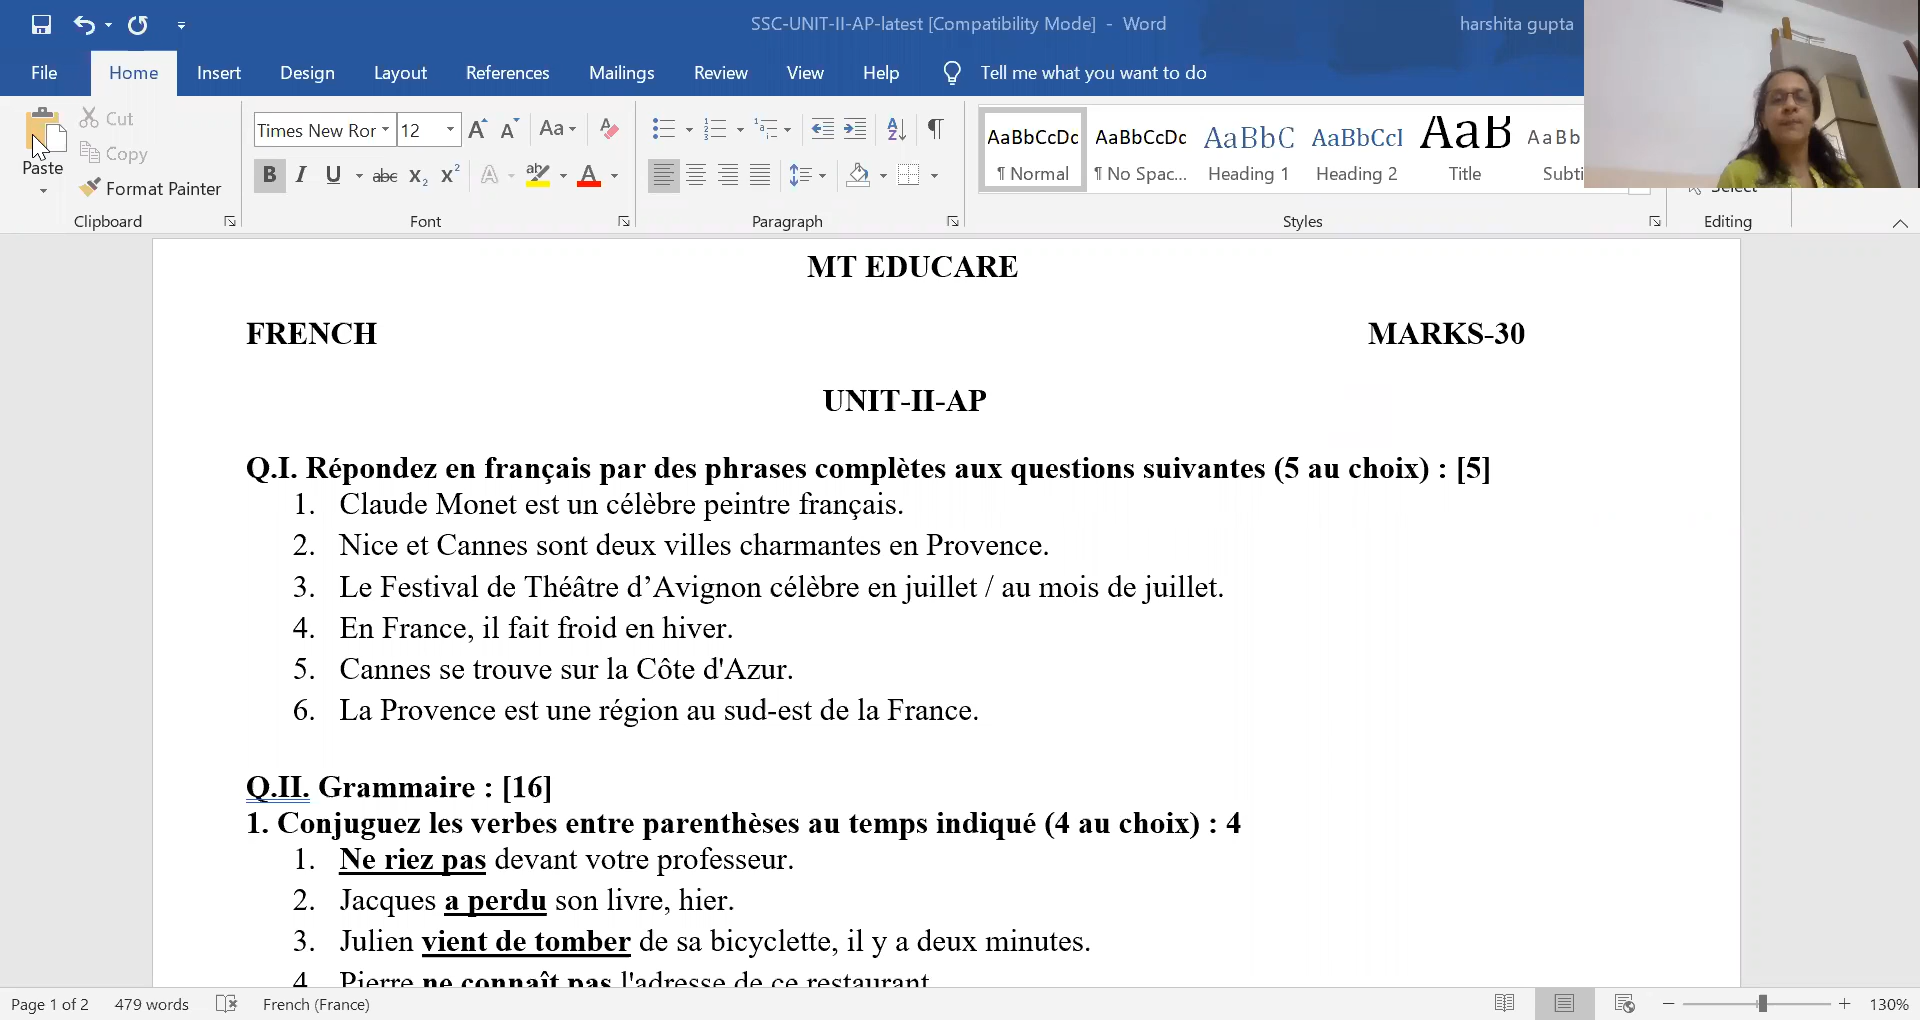 SSC-UNIT-II-AP-latest [Compatibility Mode] - Word
harshita gupta
File Home Insert Design Layout References Mailings Review View Help Tell me what you want to do
Paste
Cut
Copy
Format Painter
Clipboard
Times New Ror 12
Font
Paragraph
AaBbCcDc AaBbCcDc AaBbC AaBbCcI AaB AaBb
¶ Normal ¶ No Spac... Heading 1 Heading 2 Title Subti
Styles
Select
Editing
MT EDUCARE
FRENCH MARKS-30
UNIT-II-AP
Q.I. Répondez en français par des phrases complètes aux questions suivantes (5 au choix) : [5]
1. Claude Monet est un célèbre peintre français.
2. Nice et Cannes sont deux villes charmantes en Provence.
3. Le Festival de Théâtre d’Avignon célèbre en juillet / au mois de juillet.
4. En France, il fait froid en hiver.
5. Cannes se trouve sur la Côte d'Azur.
6. La Provence est une région au sud-est de la France.
Q.II. Grammaire : [16]
1. Conjuguez les verbes entre parenthèses au temps indiqué (4 au choix) : 4
1. Ne riez pas devant votre professeur.
2. Jacques a perdu son livre, hier.
3. Julien vient de tomber de sa bicyclette, il y a deux minutes.
4. Pierre ne connaît pas l'adresse de ce restaurant
Page 1 of 2 479 words French (France) 130%